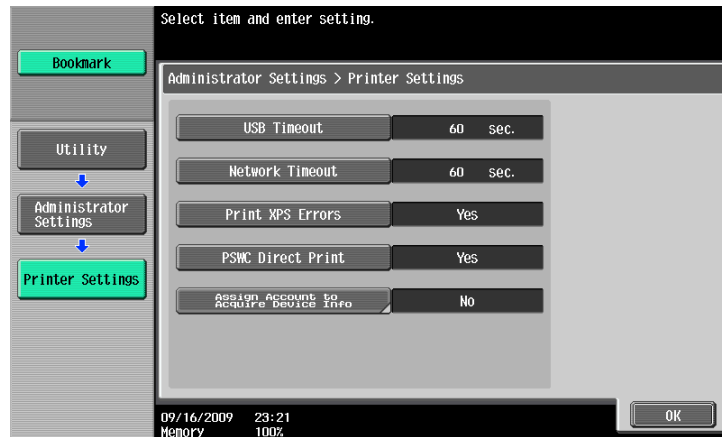 Select item and enter setting.
Bookmark
Administrator Settings > Printer Settings
Utility
Administrator
Settings
Printer Settings
USB Timeout 60 sec.
Network Timeout 60 sec.
Print XPS Errors Yes
PSWC Direct Print Yes
Assign Account to
Acquire Device Info No
09/16/2009 23:21
Memory 100%
OK